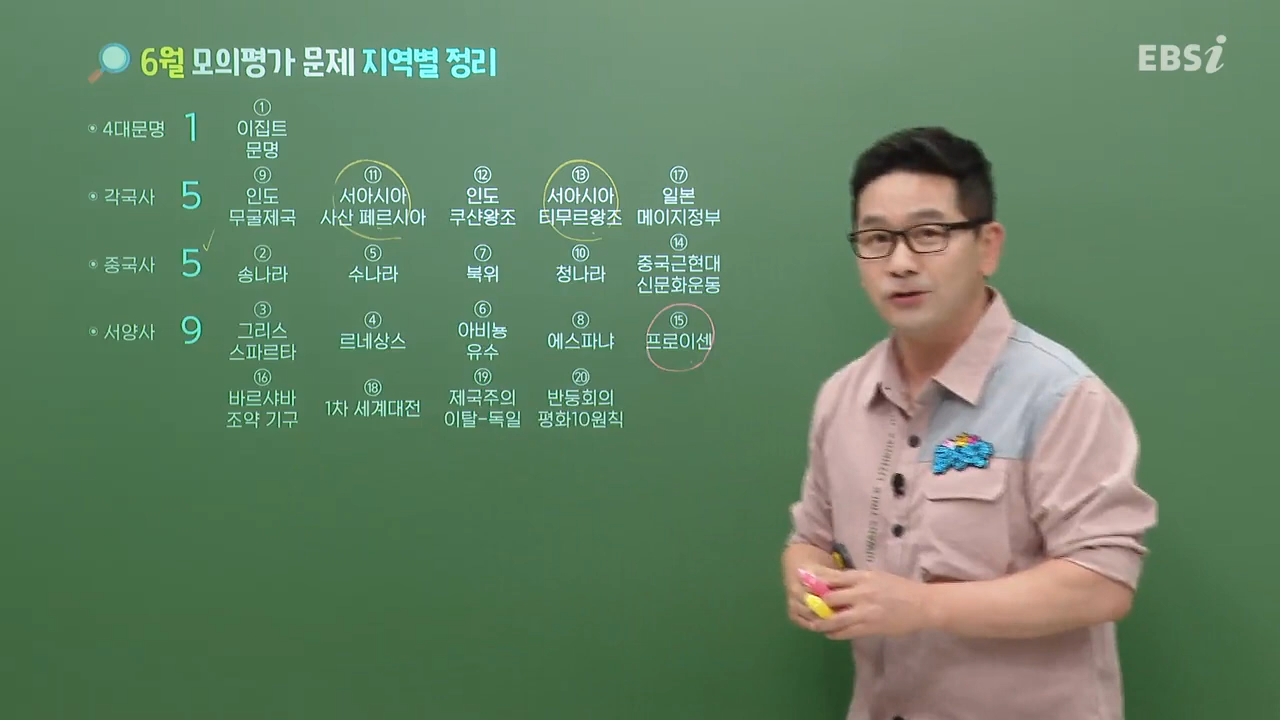 6월 모의평가 문제 지역별 정리
EBSi
4대문명 1
①
이집트
문명
각국사 5
⑨
인도
무굴제국
⑪
서아시아
사산 페르시아
⑫
인도
쿠샨왕조
⑬
서아시아
티무르왕조
⑰
일본
메이지정부
중국사 5
②
송나라
⑤
수나라
⑦
북위
⑩
청나라
⑭
중국근현대
신문화운동
서양사 9
③
그리스
스파르타
④
르네상스
⑥
아비뇽
유수
⑧
에스파냐
⑮
프로이센
⑯
바르샤바
조약 기구
⑱
1차 세계대전
⑲
제국주의
이탈-독일
⑳
반둥회의
평화10원칙